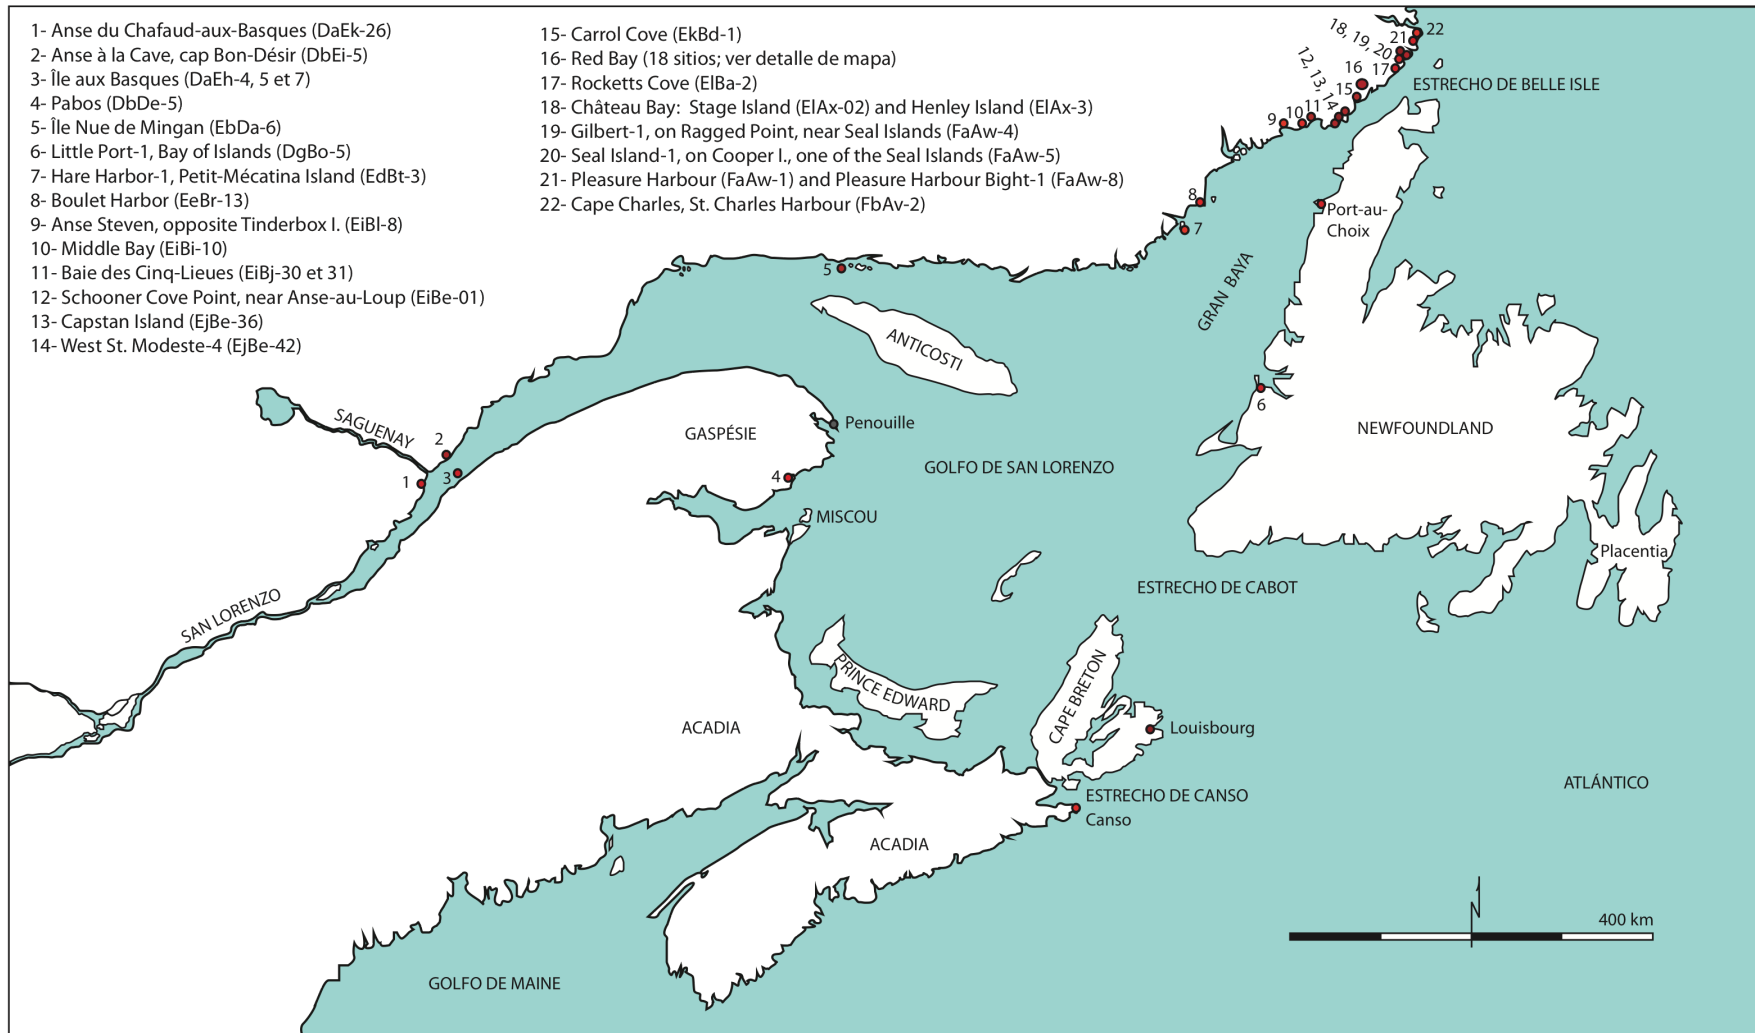 1- Anse du Chafaud-aux-Basques (DaEk-26)
2- Anse à la Cave, cap Bon-Désir (DbEi-5)
3- Île aux Basques (DaEh-4, 5 et 7)
4- Pabos (DbDe-5)
5- Île Nue de Mingan (EbDa-6)
6- Little Port-1, Bay of Islands (DgBo-5)
7- Hare Harbor-1, Petit-Mécatina Island (EdBt-3)
8- Boulet Harbor (EeBr-13)
9- Anse Steven, opposite Tinderbox I. (EiBl-8)
10- Middle Bay (EiBi-10)
11- Baie des Cinq-Lieues (EiBj-30 et 31)
12- Schooner Cove Point, near Anse-au-Loup (EiBe-01)
13- Capstan Island (EjBe-36)
14- West St. Modeste-4 (EjBe-42)
15- Carrol Cove (EkBd-1)
16- Red Bay (18 sitios; ver detalle de mapa)
17- Rocketts Cove (ElBa-2)
18- Château Bay: Stage Island (ElAx-02) and Henley Island (ElAx-3)
19- Gilbert-1, on Ragged Point, near Seal Islands (FaAw-4)
20- Seal Island-1, on Cooper I., one of the Seal Islands (FaAw-5)
21- Pleasure Harbour (FaAw-1) and Pleasure Harbour Bight-1 (FaAw-8)
22- Cape Charles, St. Charles Harbour (FbAv-2)
18, 19, 20
21
22
12, 13, 14
16
17
15
ESTRECHO DE BELLE ISLE
9
10
11
8
7
Port-au-
Choix
GRAN BAYA
5
ANTICOSTI
6
NEWFOUNDLAND
SAGUENAY
2
1
3
GASPÉSIE
Penouille
4
GOLFO DE SAN LORENZO
MISCOU
Placentia
ESTRECHO DE CABOT
SAN LORENZO
PRINCE EDWARD
CAPE BRETON
ACADIA
Louisbourg
ATLÁNTICO
ESTRECHO DE CANSO
Canso
ACADIA
N
400 km
GOLFO DE MAINE